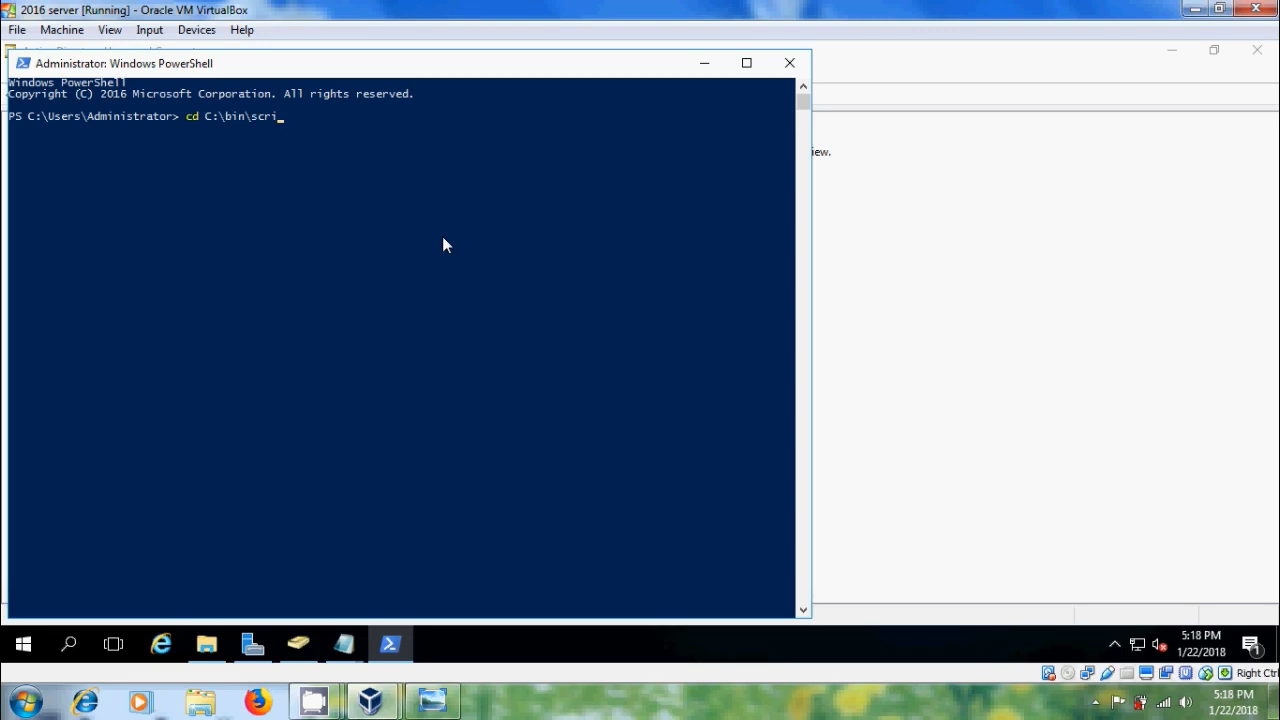 2016 server [Running] - Oracle VM VirtualBox
File Machine View Input Devices Help
Administrator: Windows PowerShell
Windows PowerShell
Copyright (C) 2016 Microsoft Corporation. All rights reserved.
PS C:\Users\Administrator> cd C:\bin\scri_
iew.
5:18 PM
1/22/2018
1
Right Ctrl
5:18 PM
1/22/2018